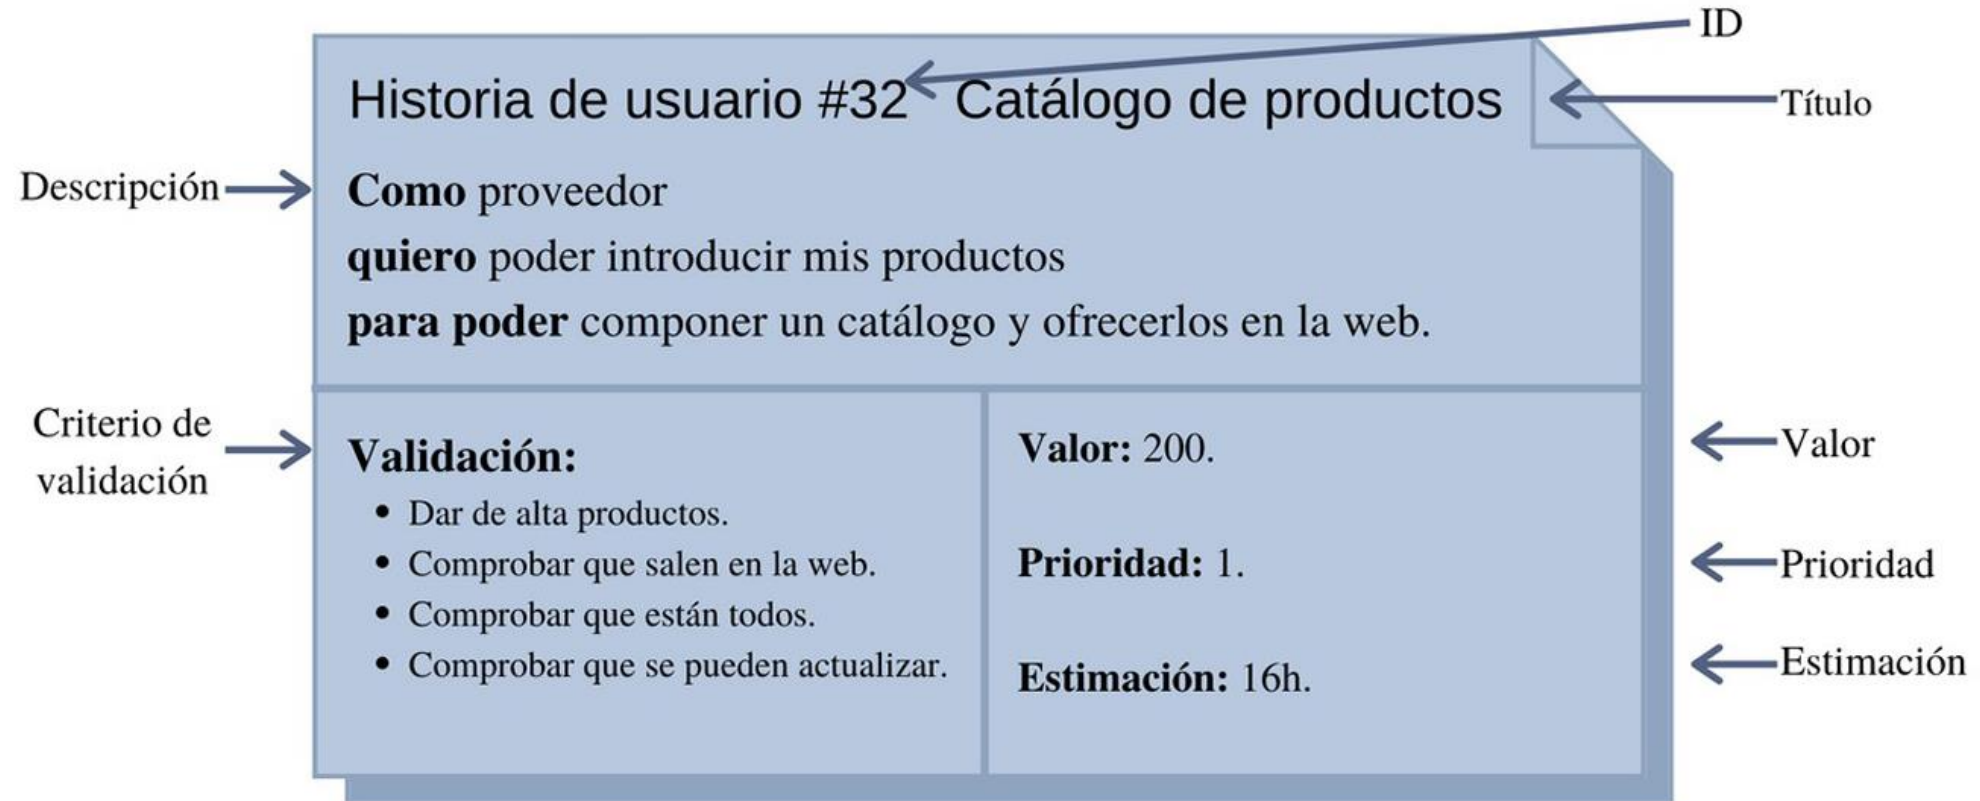 ID
Historia de usuario #32 Catálogo de productos
Título
Descripción
Como proveedor
quiero poder introducir mis productos
para poder componer un catálogo y ofrecerlos en la web.
Criterio de
validación
Validación:
• Dar de alta productos.
• Comprobar que salen en la web.
• Comprobar que están todos.
• Comprobar que se pueden actualizar.
Valor: 200.
Valor
Prioridad: 1.
Prioridad
Estimación: 16h.
Estimación